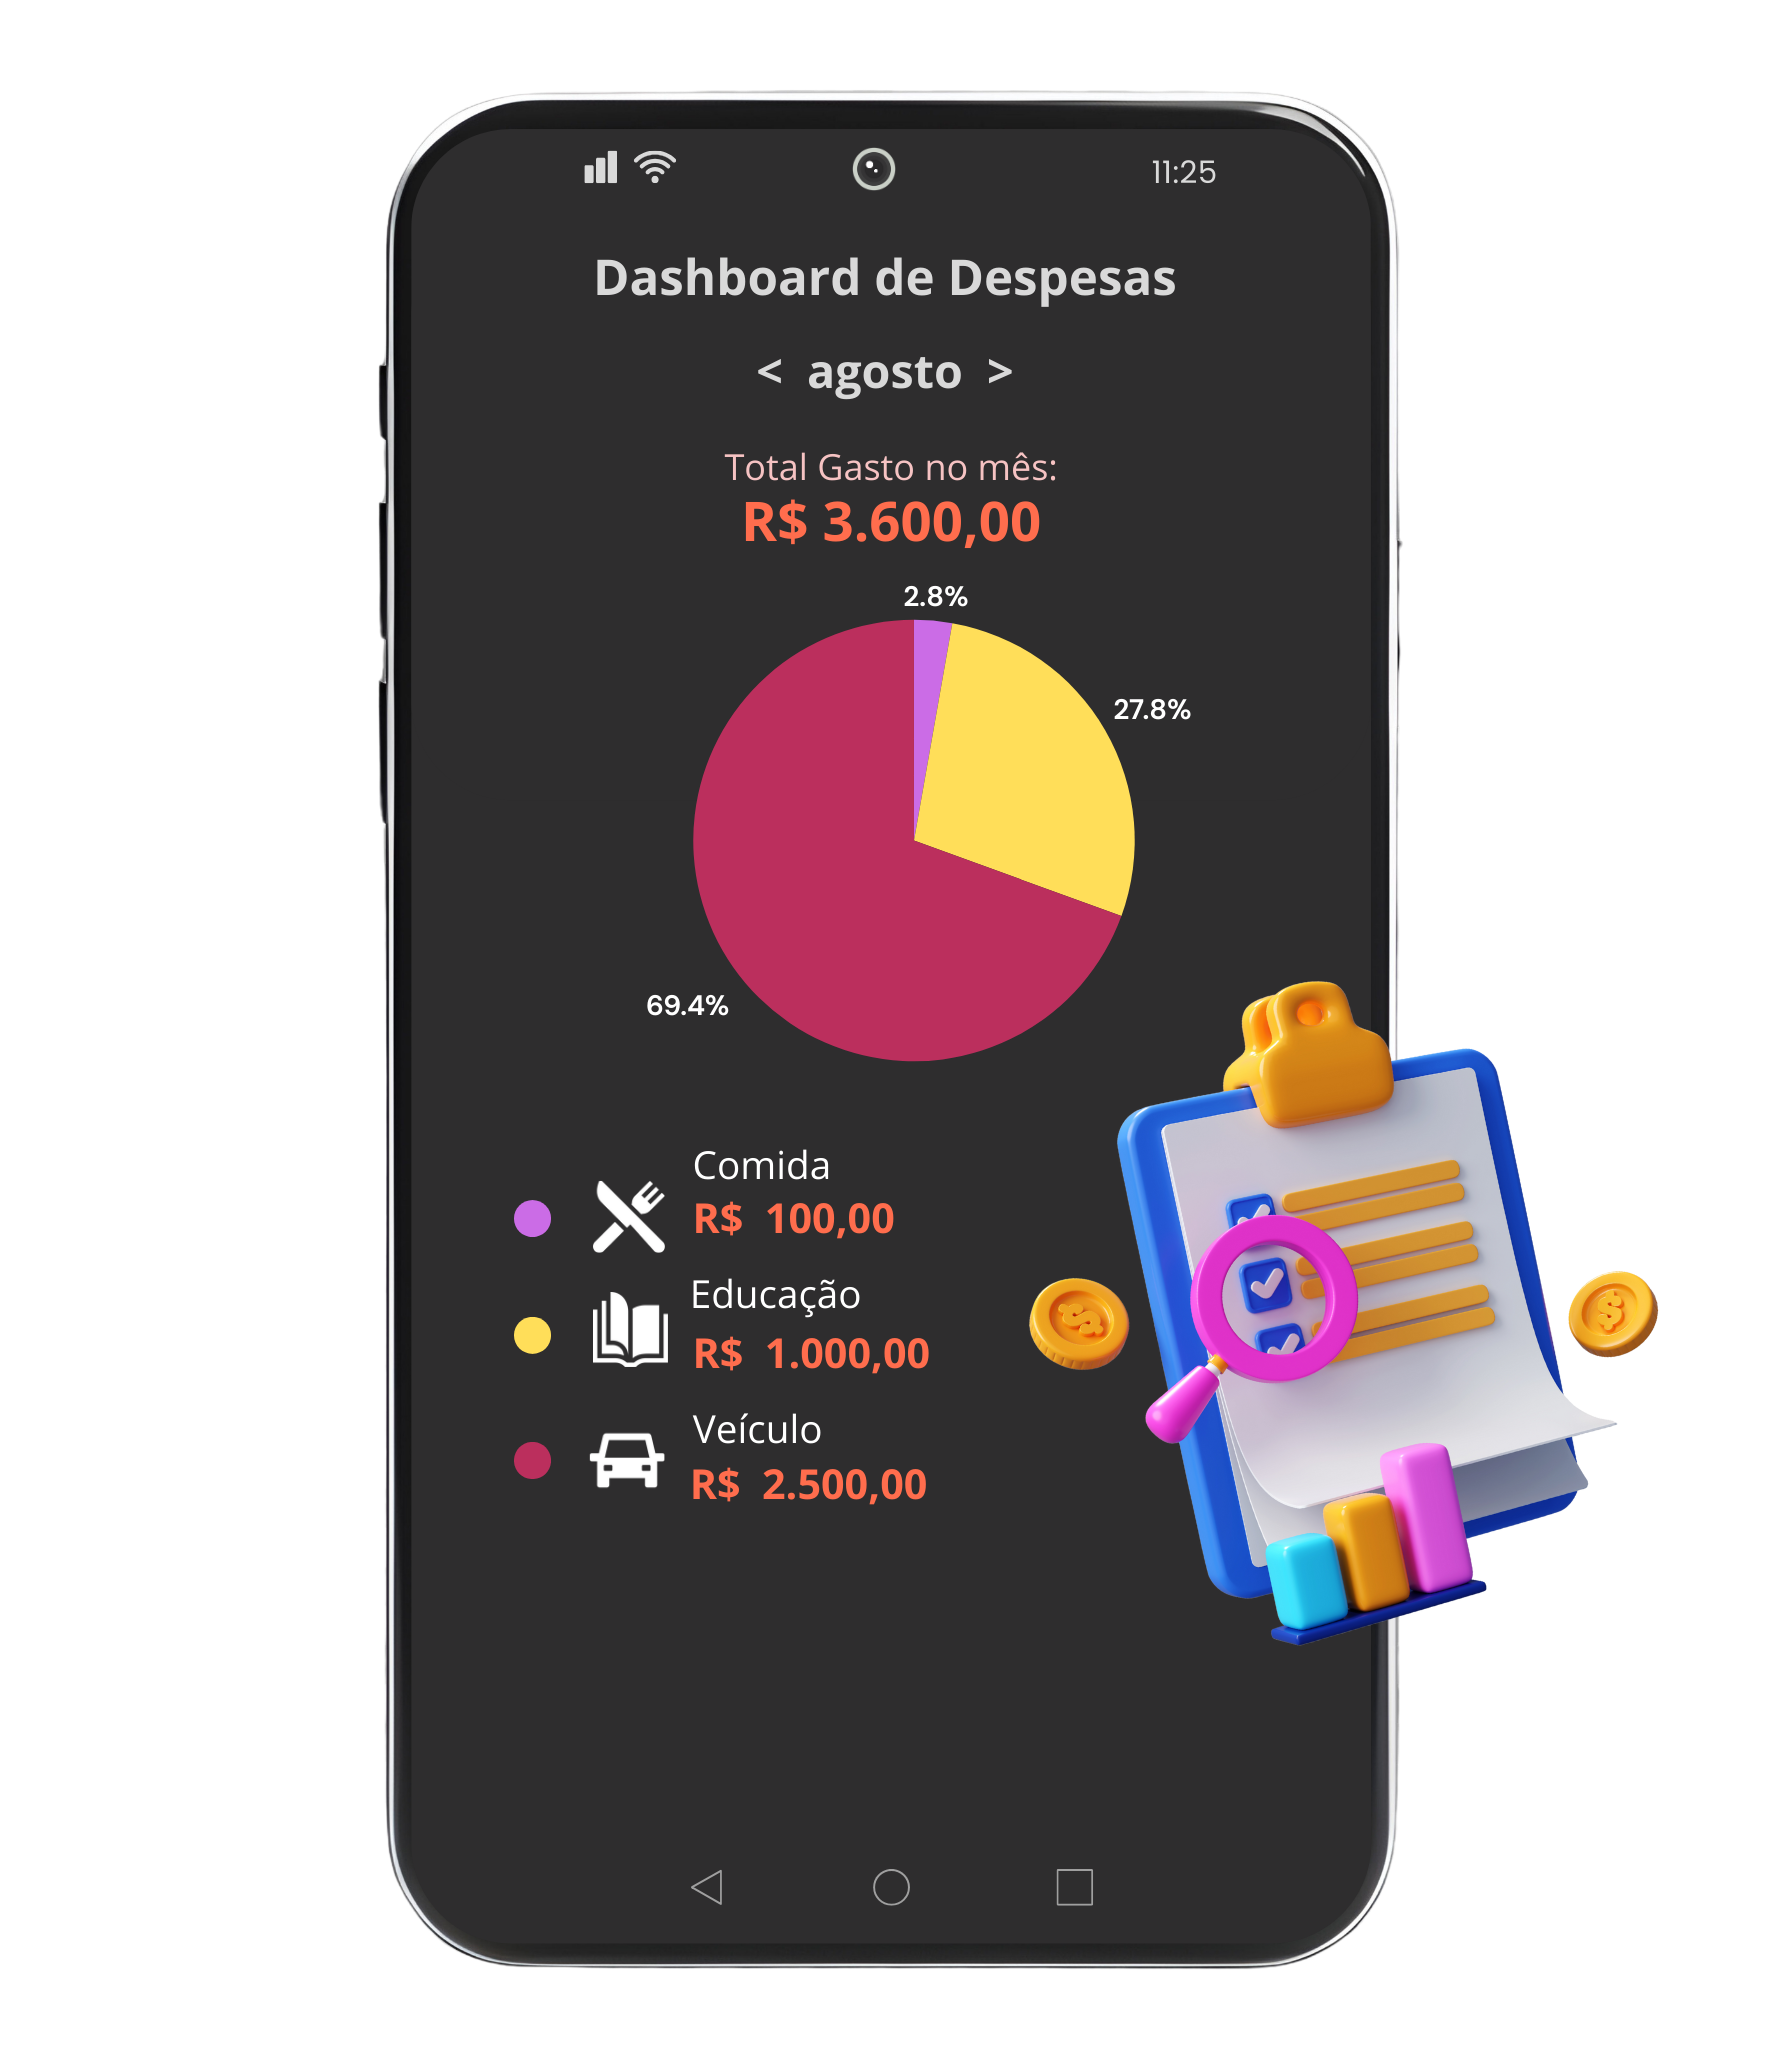 11:25
Dashboard de Despesas
< agosto >
Total Gasto no mês:
R$ 3.600,00
2.8%
27.8%
69.4%
Comida
R$ 100,00
Educação
R$ 1.000,00
Veículo
R$ 2.500,00
$
$